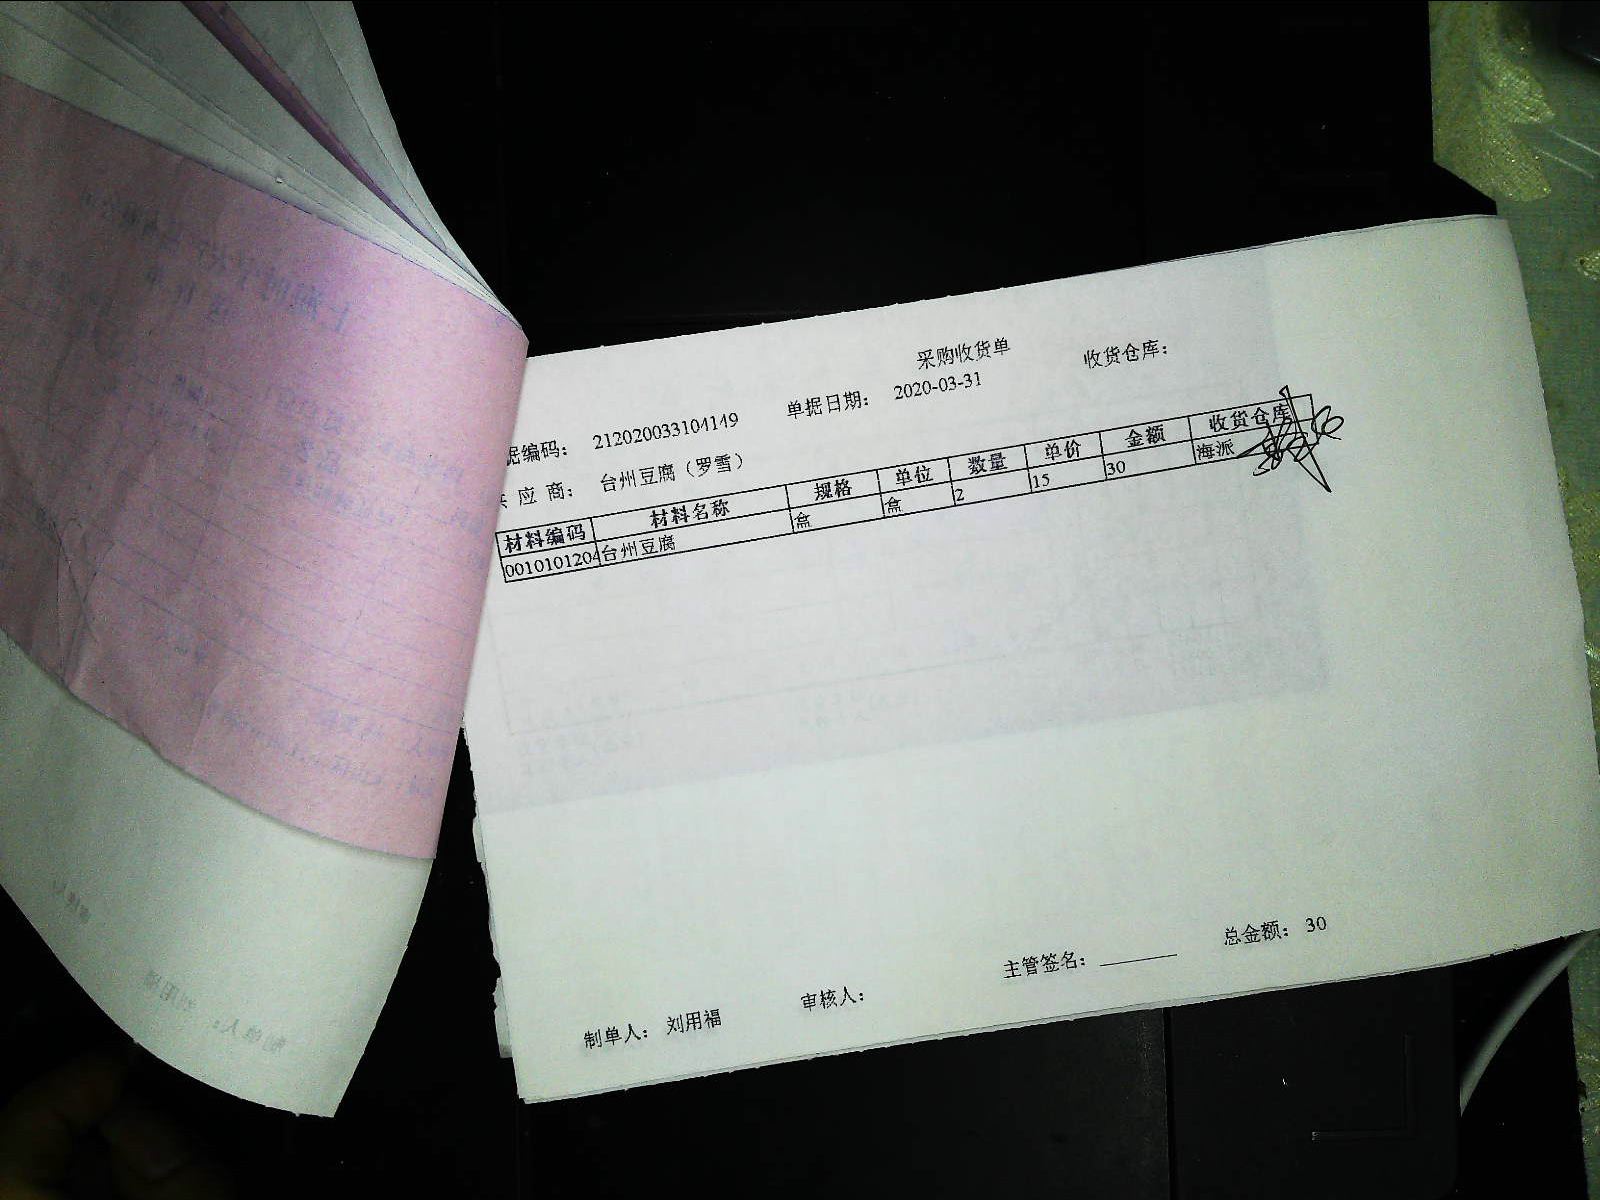 采购收货单
收货仓库：
据编码： 212020033104149 单据日期： 2020-03-31
应 商： 台州豆腐（罗雪）
材料编码 材料名称 规格 单位 数量 单价 金额 收货仓库
0010101204 台州豆腐 盒 盒 2 15 30 海派
制单人： 刘用福 审核人： 主管签名： 总金额： 30